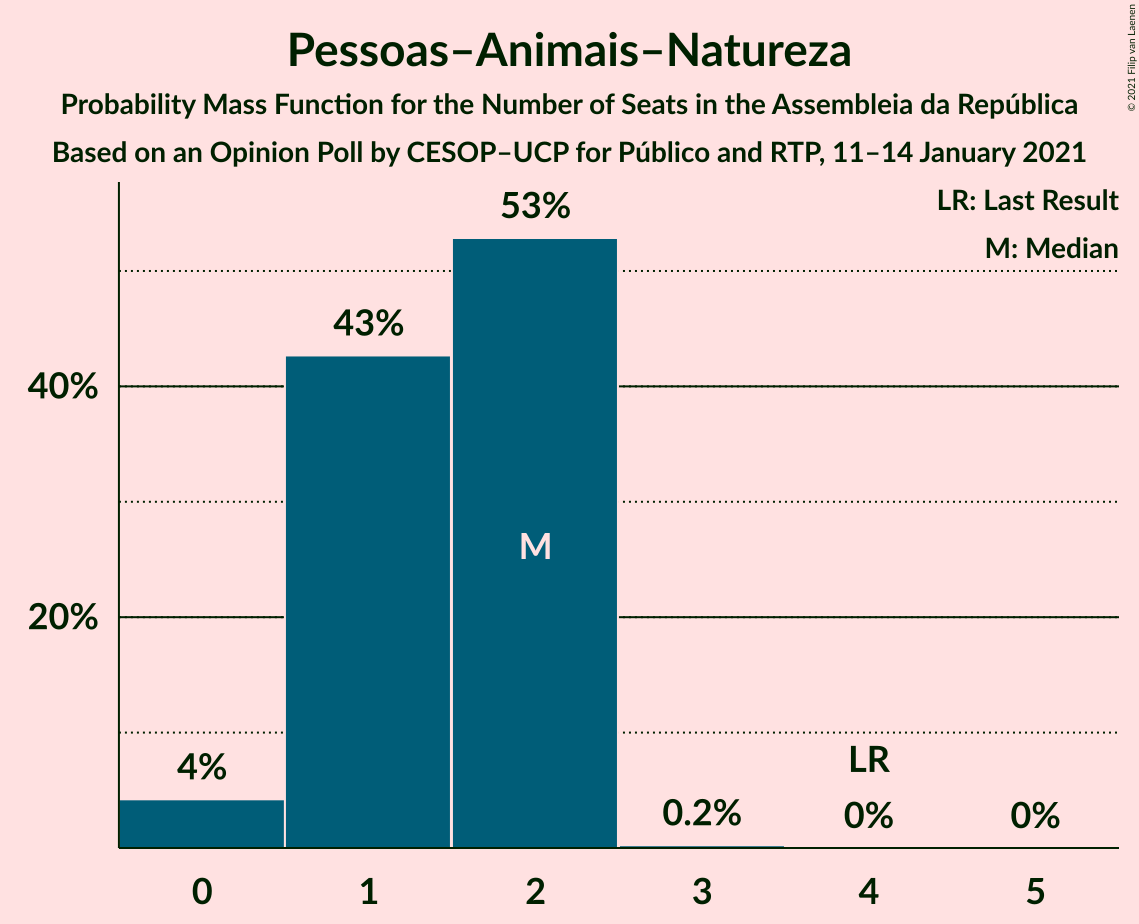 Pessoas–Animais–Natureza
Probability Mass Function for the Number of Seats in the Assembleia da República
Based on an Opinion Poll by CESOP–UCP for Público and RTP, 11–14 January 2021
© 2021 Filip van Laenen
LR: Last Result
M: Median
53%
43%
40%
M
20%
4%
LR
0.2%
0%
0%
0
1
2
3
4
5